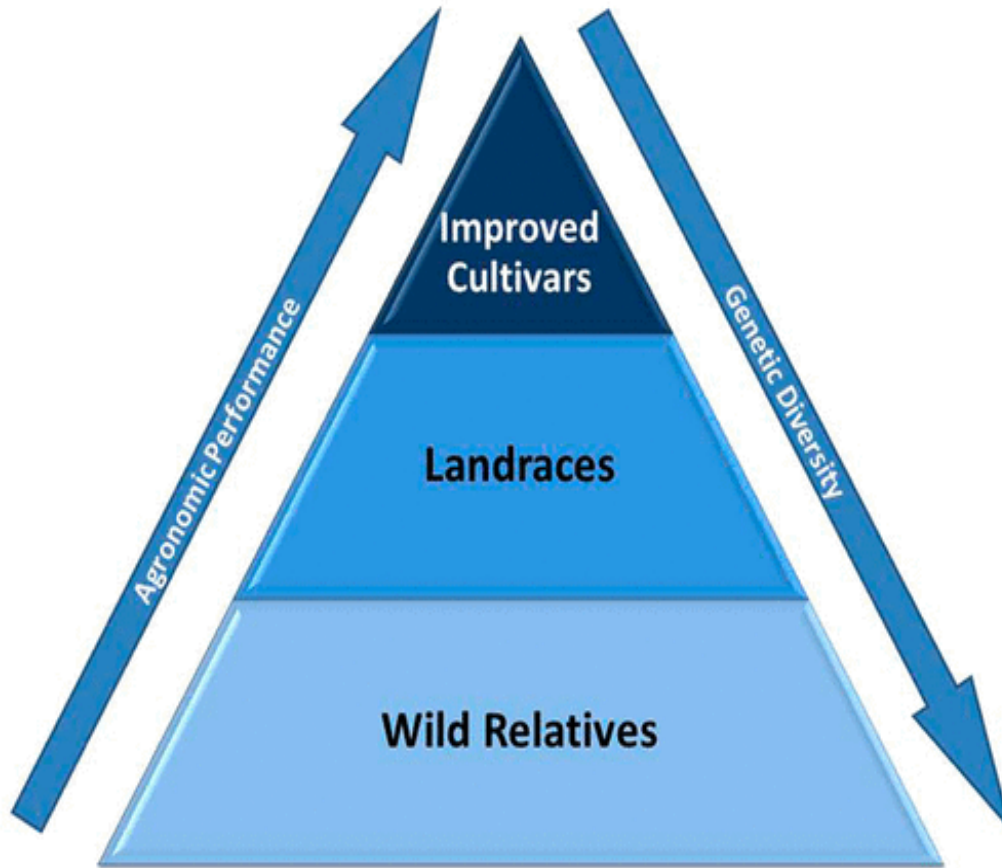 Improved
Cultivars
Landraces
Wild Relatives
Agronomic Performance
Genetic Diversity